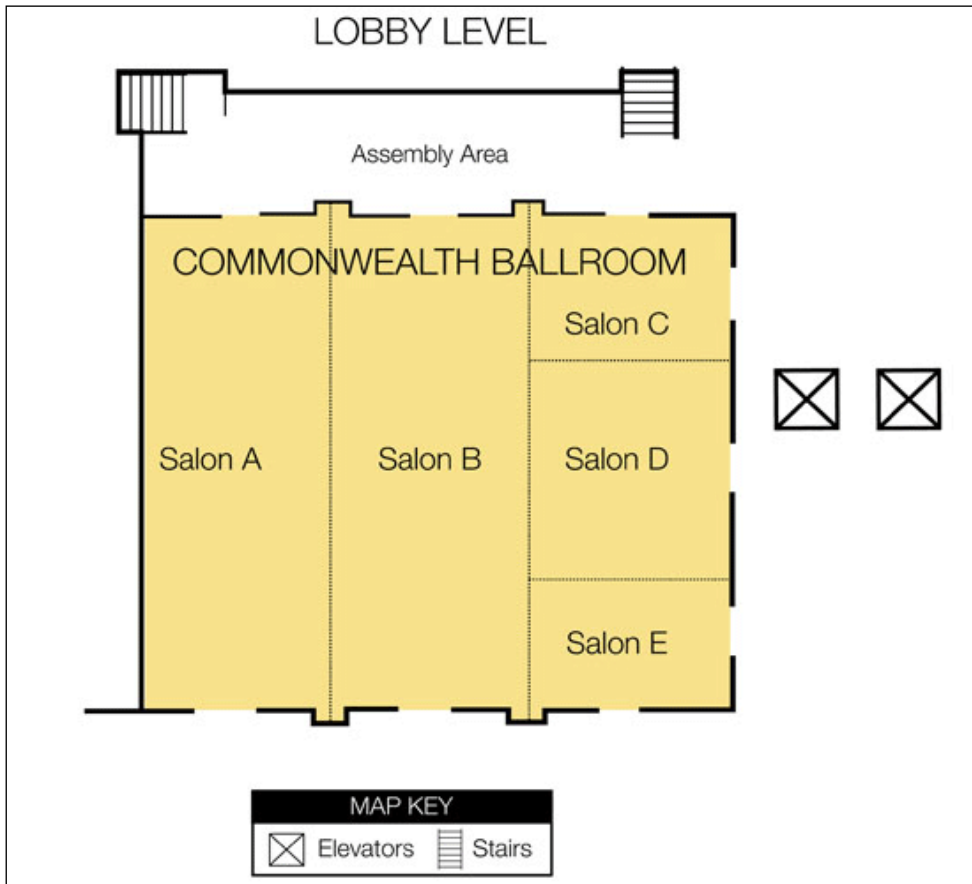 LOBBY LEVEL
Assembly Area
COMMONWEALTH BALLROOM
Salon C
Salon A
Salon B
Salon D
Salon E
MAP KEY
Elevators
Stairs